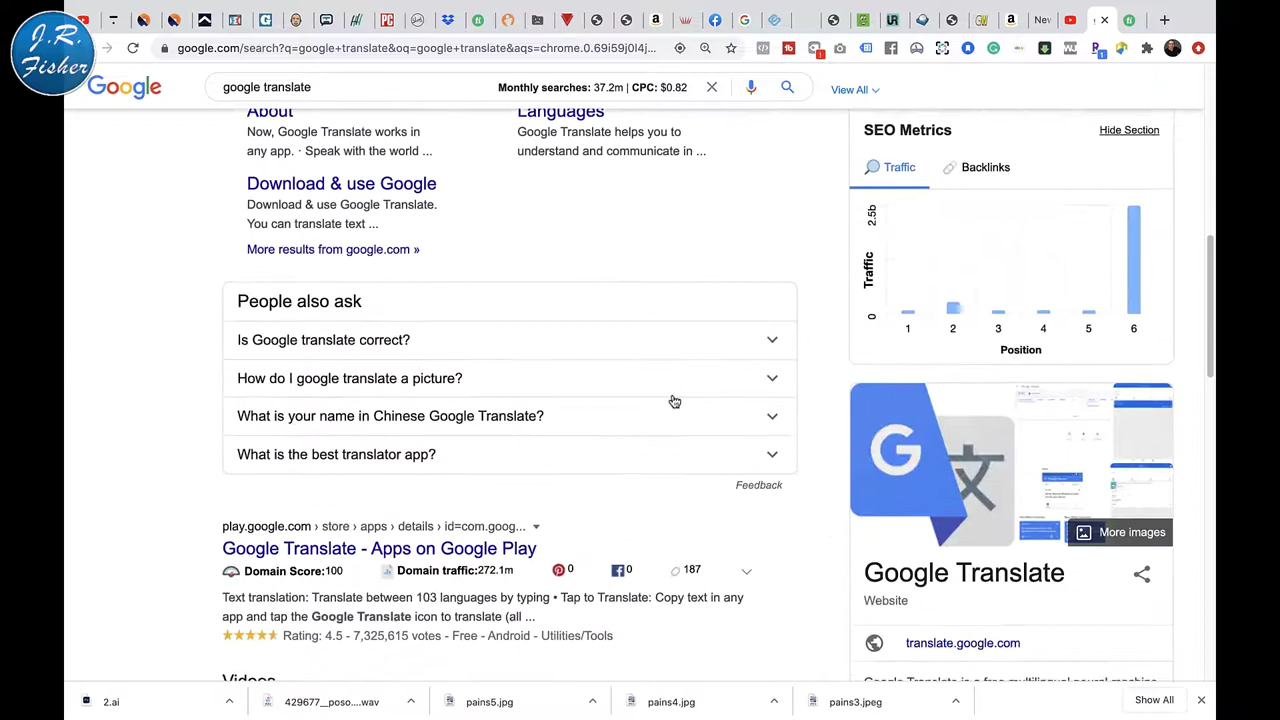 J.R.
Fisher
google.com/search?q=google+translate&oq=google+translate&aqs=chrome.0.69i59j0l4j...
Google
google translate
Monthly searches: 37.2m | CPC: $0.82
View All
About
Now, Google Translate works in
any app. · Speak with the world ...
Languages
Google Translate helps you to
understand and communicate in ...
Download & use Google
Download & use Google Translate.
You can translate text ...
More results from google.com »
People also ask
Is Google translate correct?
How do I google translate a picture?
What is your name in Chinese Google Translate?
What is the best translator app?
Feedback
play.google.com › store › apps › details › id=com.goog...
Google Translate - Apps on Google Play
Domain Score:100
Domain traffic:272.1m
0
0
187
Text translation: Translate between 103 languages by typing • Tap to Translate: Copy text in any
app and tap the Google Translate icon to translate (all ...
Rating: 4.5 - 7,325,615 votes - Free - Android - Utilities/Tools
Videos
SEO Metrics
Hide Section
Traffic
Backlinks
2.5b
Traffic
0
1 2 3 4 5 6
Position
G
文
More images
Google Translate
Website
translate.google.com
Google Translate is a free multilingual neural machine
2.ai
429677__poso....wav
pains5.jpg
pains4.jpg
pains3.jpeg
Show All